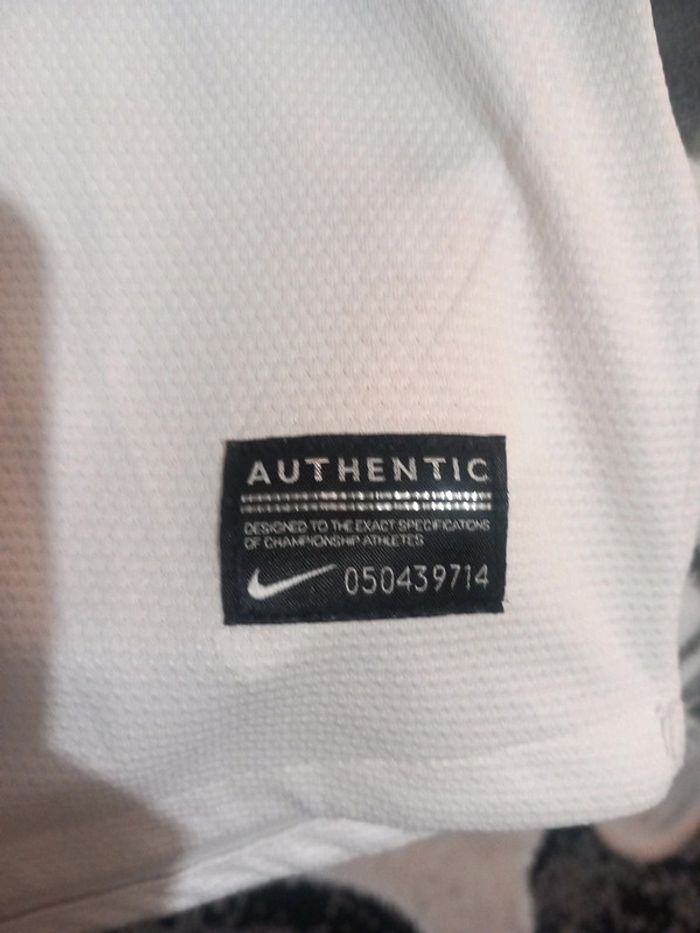 AUTHENTIC
DESIGNED TO THE EXACT SPECIFICATIONS
OF CHAMPIONSHIP ATHLETES
050439714